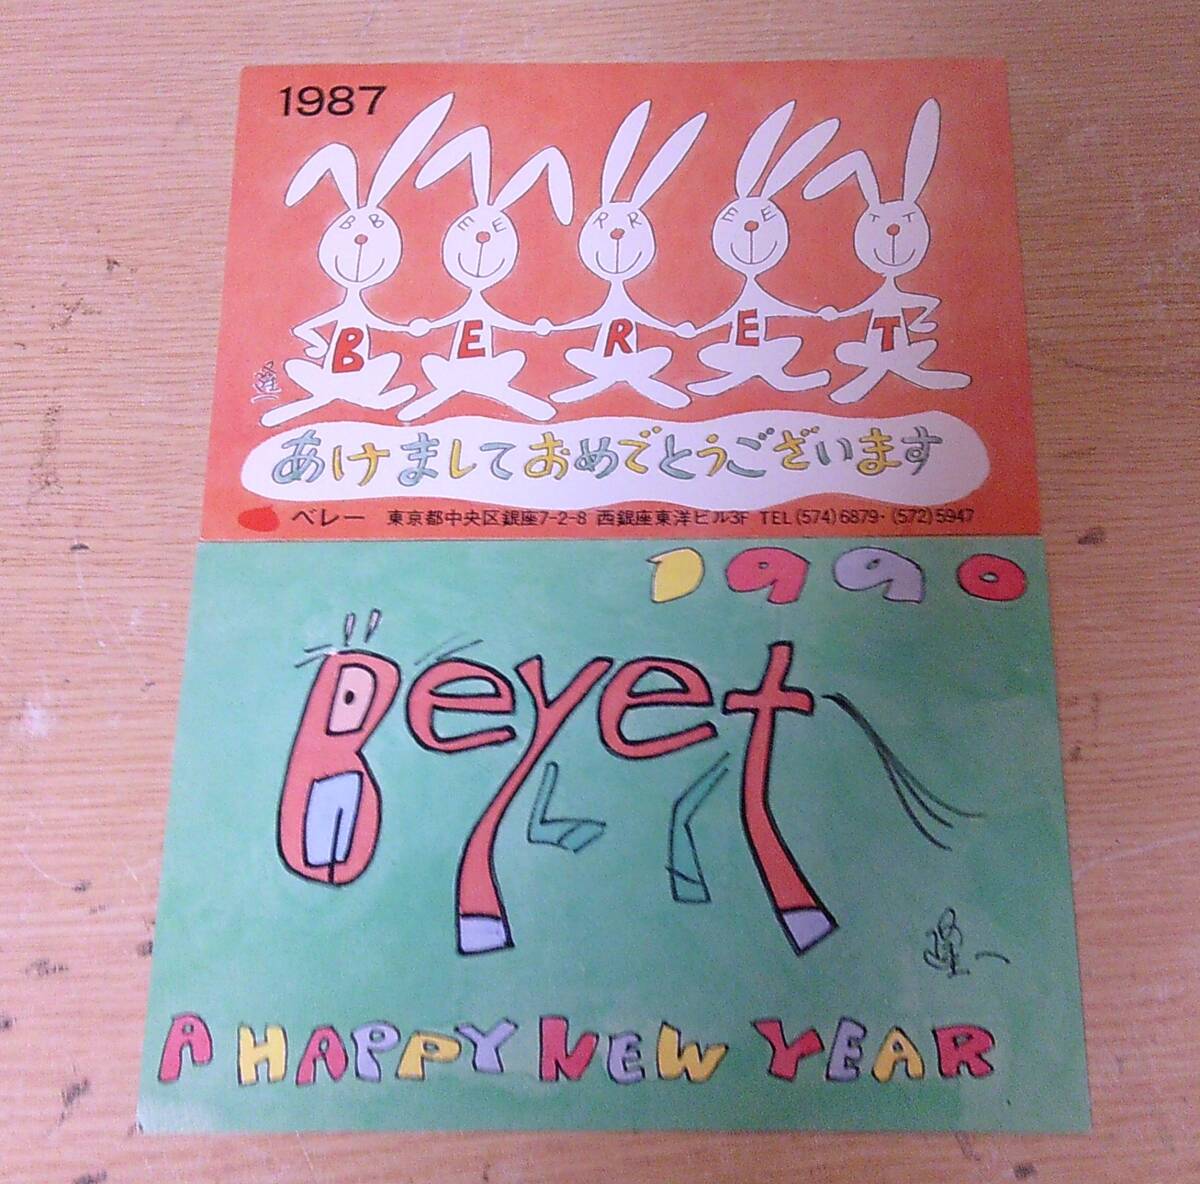 1987
BB EE RR EE TT
B E R E T
あけましておめでとうございます
ベレー 東京都中央区銀座7-2-8 西銀座東洋ビル3F TEL (574) 6879・(572) 5947
1990
Beret
A HAPPY NEW YEAR